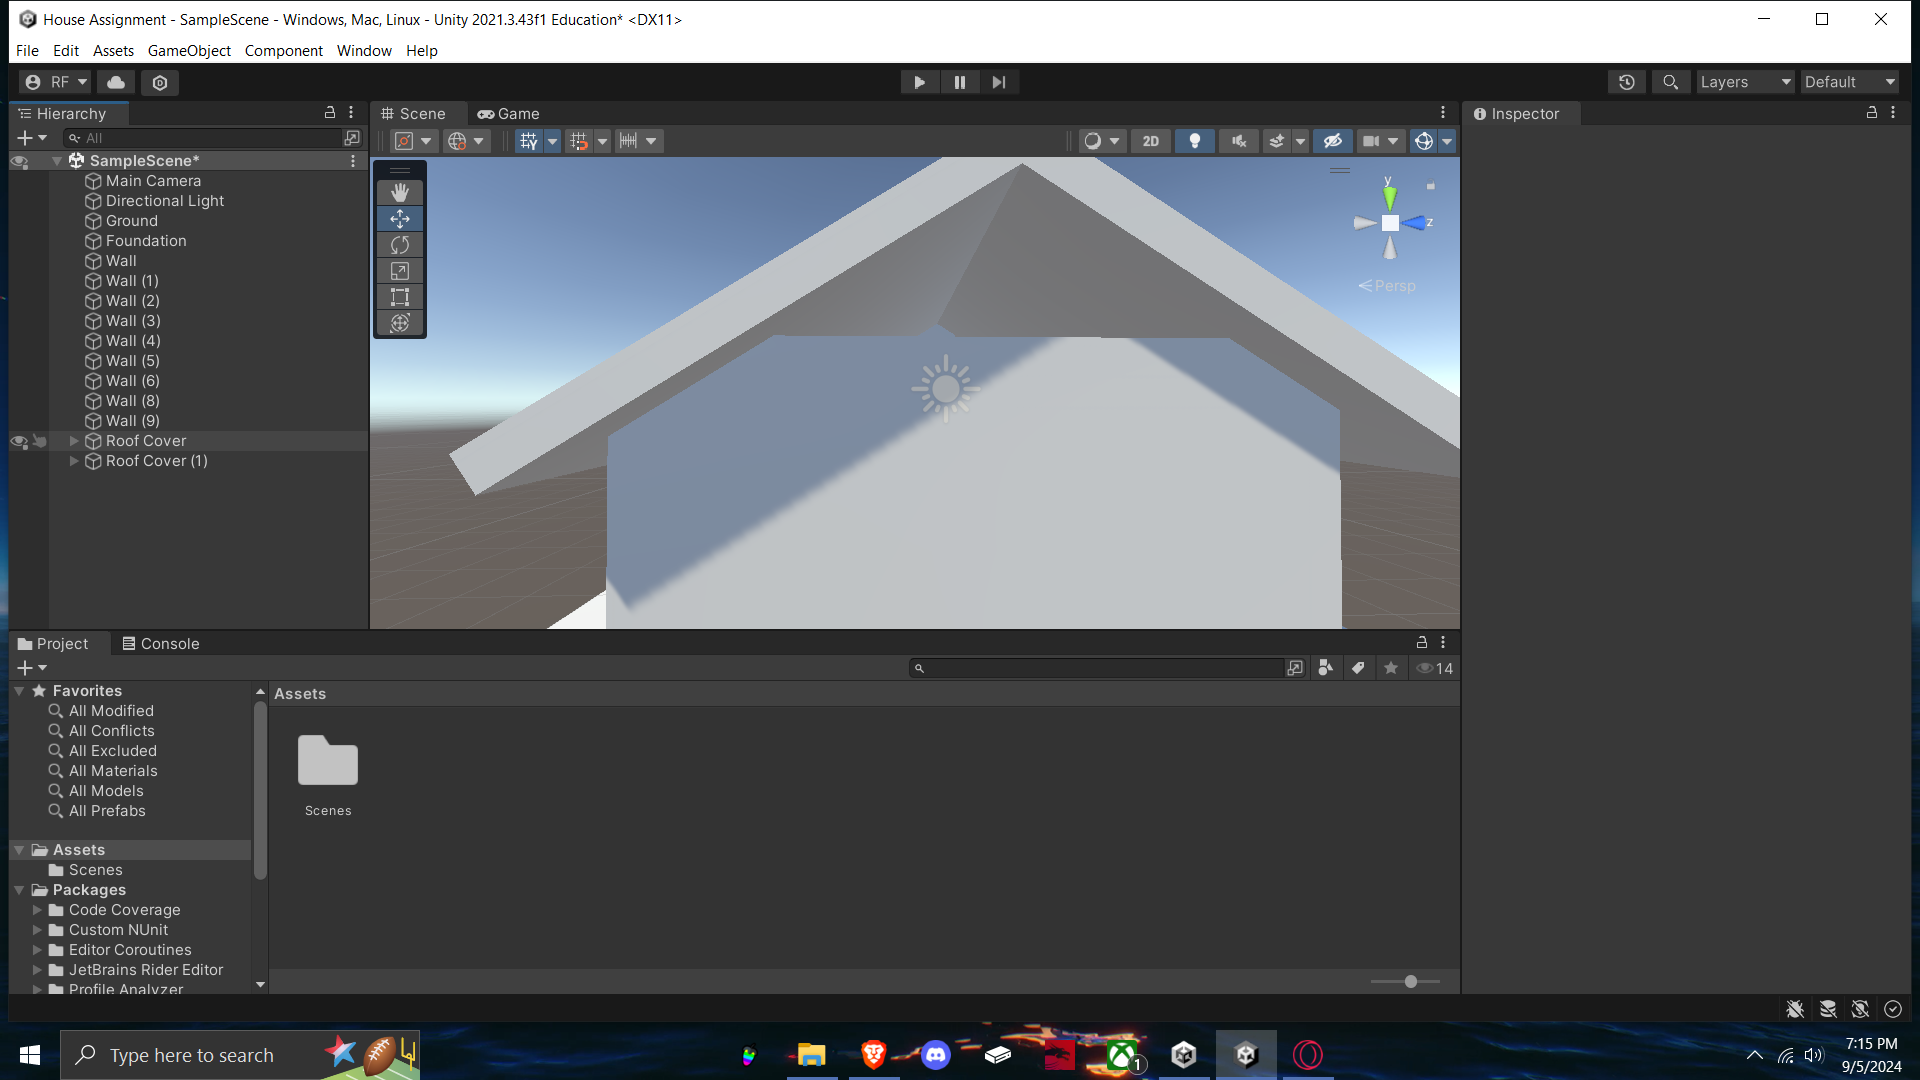 House Assignment - SampleScene - Windows, Mac, Linux - Unity 2021.3.43f1 Education* <DX11>
File Edit Assets GameObject Component Window Help
RF
Layers
Default
Hierarchy
Scene
Game
Inspector
All
2D
SampleScene*
Main Camera
Directional Light
Ground
Foundation
Wall
Wall (1)
Wall (2)
Wall (3)
Wall (4)
Wall (5)
Wall (6)
Wall (8)
Wall (9)
Roof Cover
Roof Cover (1)
y
z
Persp
Project
Console
14
Favorites
All Modified
All Conflicts
All Excluded
All Materials
All Models
All Prefabs
Assets
Scenes
Packages
Code Coverage
Custom NUnit
Editor Coroutines
JetBrains Rider Editor
Profile Analyzer
Assets
Scenes
Type here to search
1
7:15 PM
9/5/2024